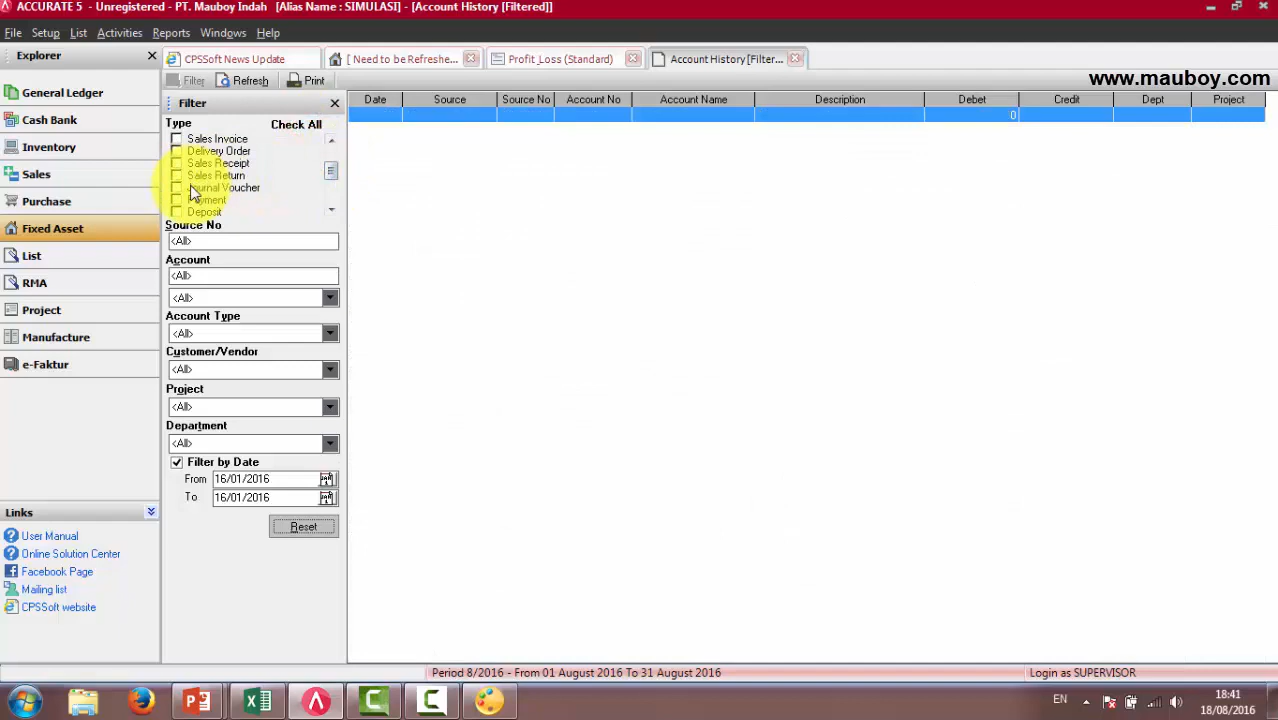 ACCURATE 5 - Unregistered - PT. Mauboy Indah  [Alias Name : SIMULASI] - [Account History [Filtered]]
File Setup List Activities Reports Windows Help
Explorer
CPSSoft News Update
[ Need to be Refreshe...
Profit_Loss (Standard)
Account History [Filter...
Filter Refresh Print
www.mauboy.com
General Ledger
Cash Bank
Inventory
Sales
Purchase
Fixed Asset
List
RMA
Project
Manufacture
e-Faktur
Links
User Manual
Online Solution Center
Facebook Page
Mailing list
CPSSoft website
Filter
Type
Check All
Sales Invoice
Delivery Order
Sales Receipt
Sales Return
Journal Voucher
Payment
Deposit
Source No
<All>
Account
<All>
<All>
Account Type
<All>
Customer/Vendor
<All>
Project
<All>
Department
<All>
Filter by Date
From 16/01/2016
To 16/01/2016
Reset
Date Source Source No Account No Account Name Description Debet Credit Dept Project
0
Period 8/2016 - From 01 August 2016 To 31 August 2016
Login as SUPERVISOR
EN
18:41
18/08/2016